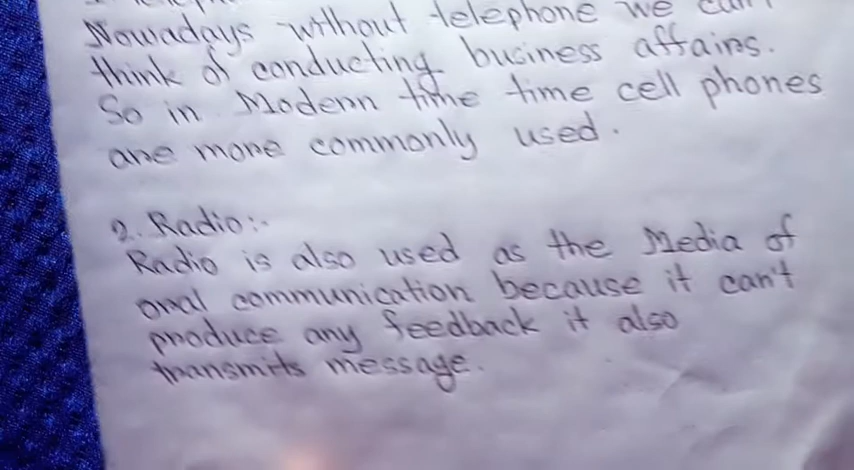 Nowadays without telephone we can't
think of conducting business affairs.
So in Modern time time cell phones
are more commonly used.
2. Radio:-
Radio is also used as the Media of
oral communication because it can't
produce any feedback it also
transmits message.